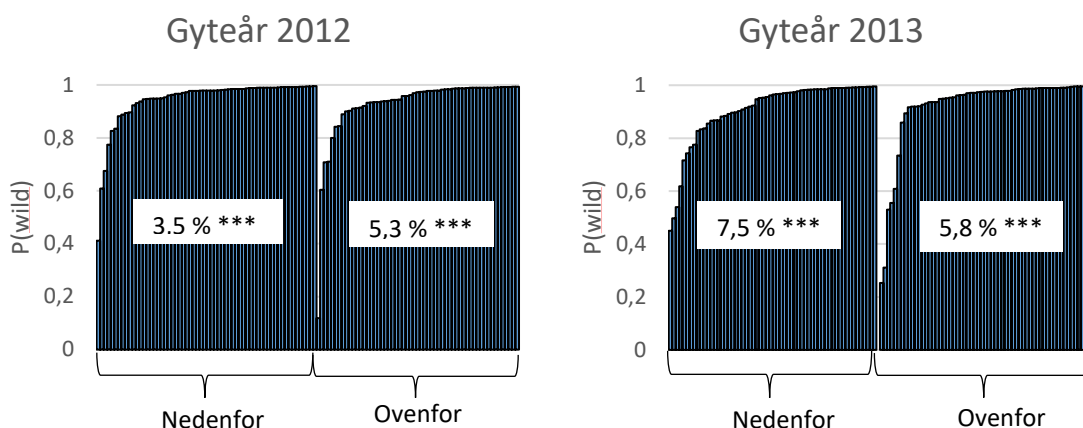 Gyteår 2012
P(wild)
1
0,8
0,6
0,4
0,2
0
3.5 % ***
5,3 % ***
Nedenfor
Ovenfor
Gyteår 2013
P(wild)
1
0,8
0,6
0,4
0,2
0
7,5 % ***
5,8 % ***
Nedenfor
Ovenfor